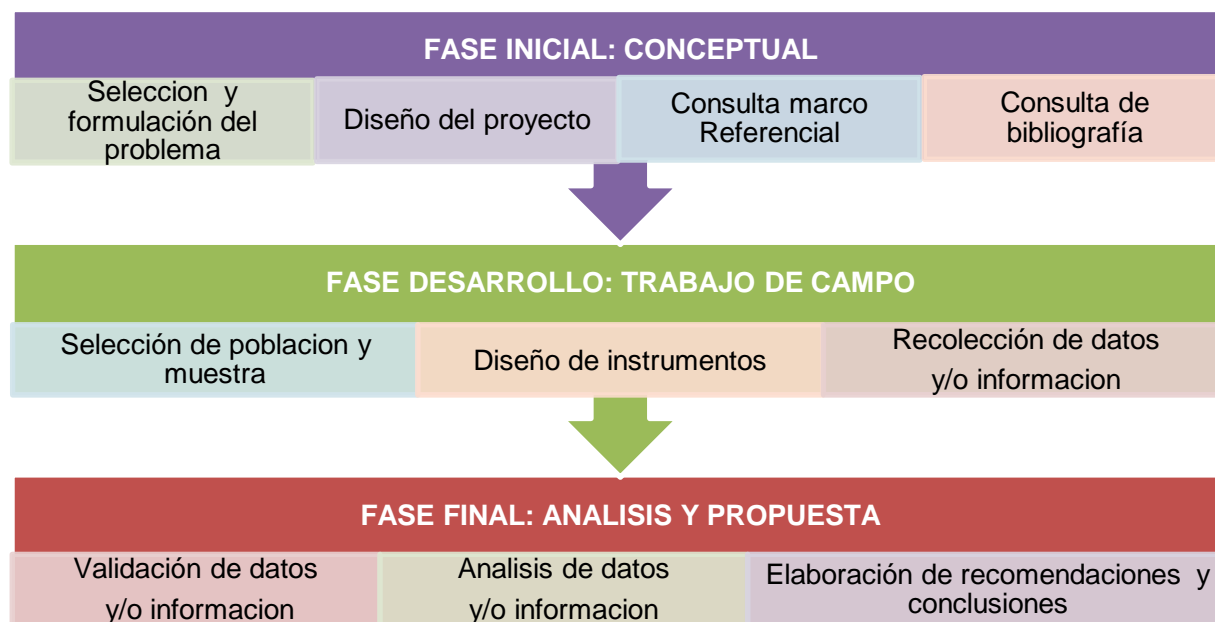 FASE INICIAL: CONCEPTUAL
Seleccion y
formulación del
problema
Diseño del proyecto
Consulta marco
Referencial
Consulta de
bibliografía
FASE DESARROLLO: TRABAJO DE CAMPO
Selección de poblacion y
muestra
Diseño de instrumentos
Recolección de datos
y/o informacion
FASE FINAL: ANALISIS Y PROPUESTA
Validación de datos
y/o informacion
Analisis de datos
y/o informacion
Elaboración de recomendaciones y
conclusiones